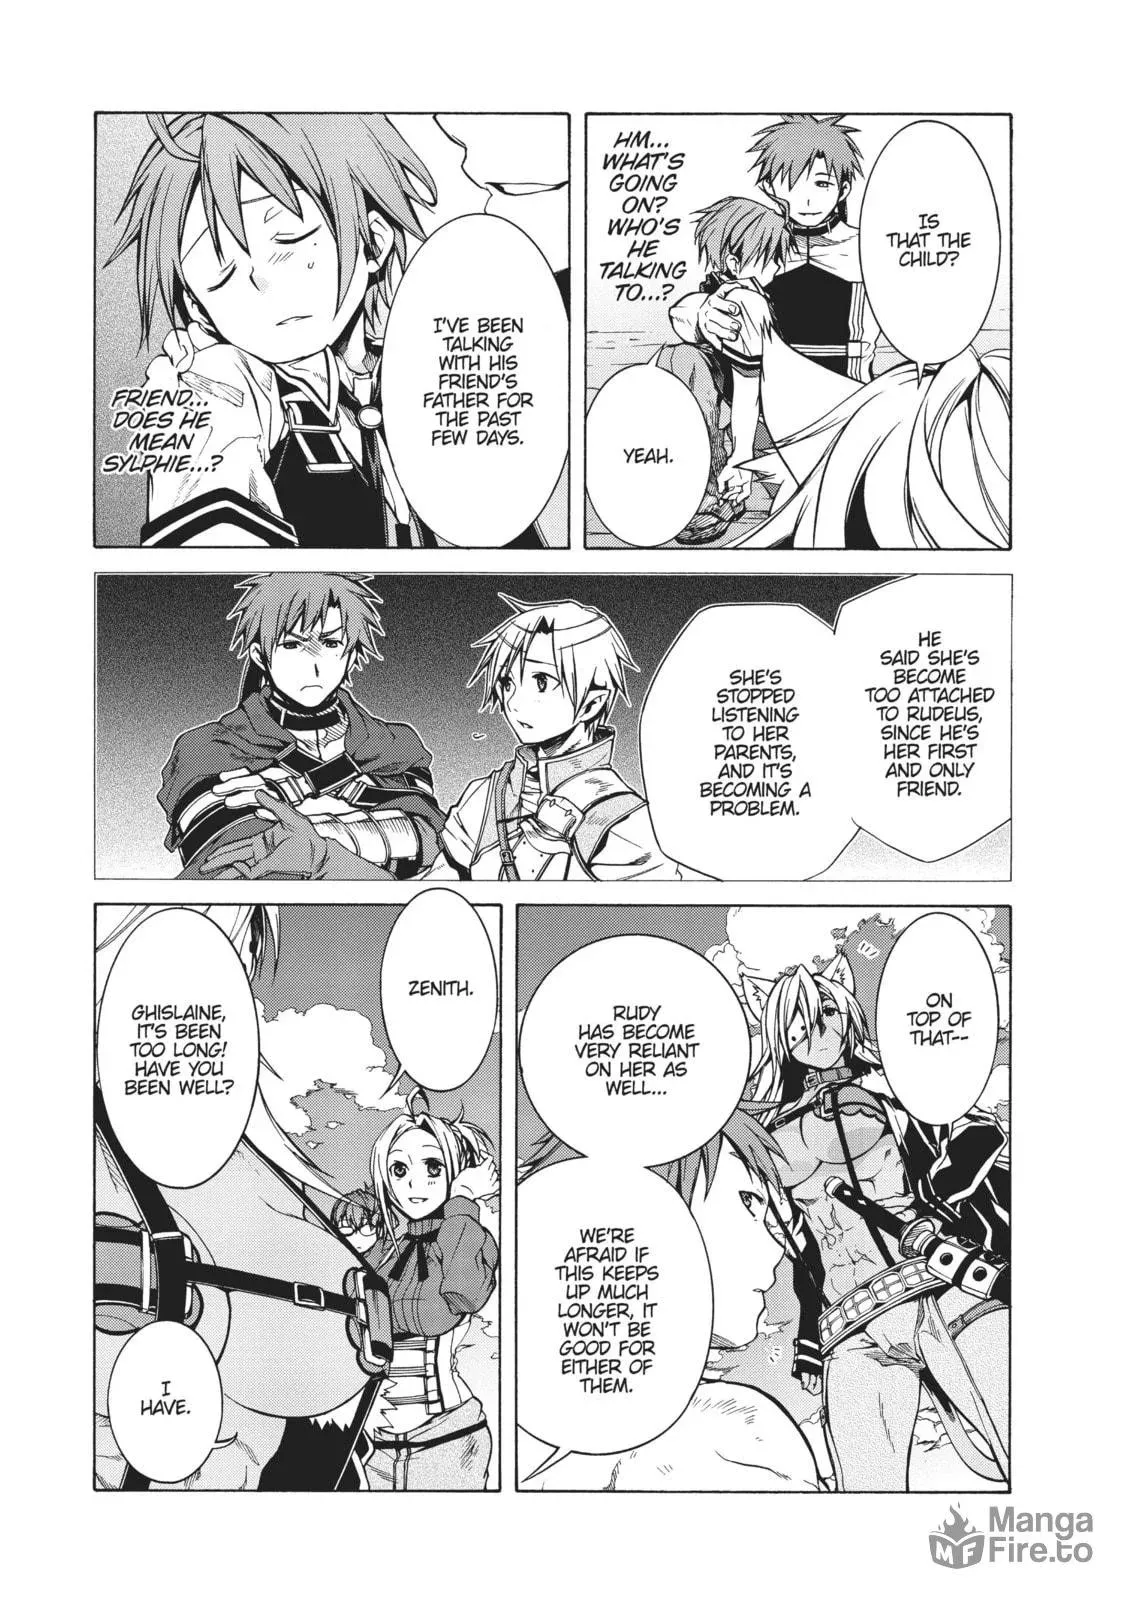 IS
THAT THE
CHILD?
HM...
WHAT'S
GOING
ON?
WHO'S
HE
TALKING
TO...?
YEAH.
I'VE BEEN
TALKING
WITH HIS
FRIEND'S
FATHER FOR
THE PAST
FEW DAYS.
FRIEND...
DOES HE
MEAN
SYLPHIE...?
HE
SAID SHE'S
BECOME
TOO ATTACHED
TO RUDEUS,
SINCE HE'S
HER FIRST
AND ONLY
FRIEND.
SHE'S
STOPPED
LISTENING
TO HER
PARENTS,
AND IT'S
BECOMING A
PROBLEM.
ON
TOP OF
THAT--
RUDY
HAS BECOME
VERY RELIANT
ON HER AS
WELL...
WE'RE
AFRAID IF
THIS KEEPS
UP MUCH
LONGER, IT
WON'T BE
GOOD FOR
EITHER OF
THEM.
ZENITH.
GHISLAINE,
IT'S BEEN
TOO LONG!
HAVE YOU
BEEN WELL?
I
HAVE.
MF
Manga
Fire.to